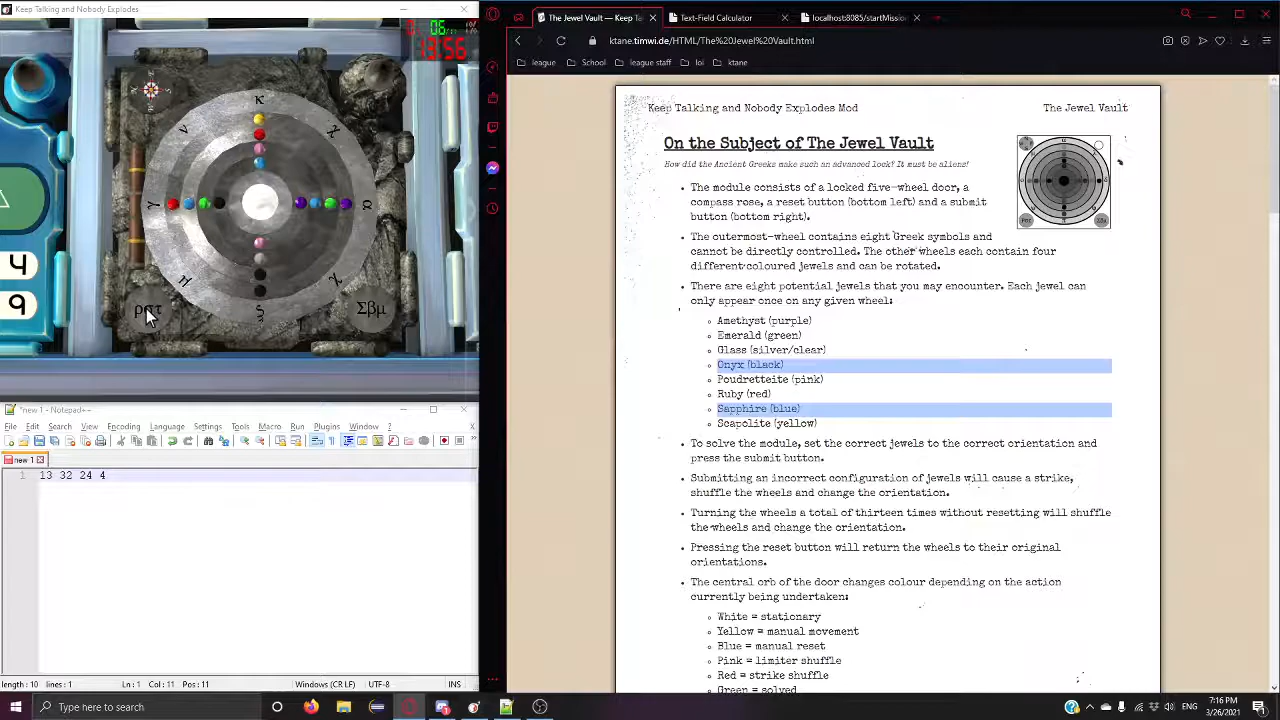 Keep Talking and Nobody Explodes
06
13:56
κ
ν
χ
γ
ρστ
Σβμ
4
9
*new 1 - Notepad++
File Edit Search View Encoding Language Settings Tools Macro Run
new 1
1 13 32 24 4
length : 10 lines : 1 Ln : 1 Col : 11 Pos : 11 Windows (CR LF) UTF-8 INS
The Jewel Vault — Keep Ta
Text-Field Calculator
ktane.timwi.de/HTML/The%20Jewel%20Vault.html
league School league staff loi ktane
Keep Talking and Nobody Explodes Mod The Jewel Vault
On the Subject of The Jewel Vault
How did the Ancient Greeks make such an advanced lock? It must be aliens!
The module consists of a locked five-wheel door, a
compass rose, a reset button (bottom left) and a submit
button (bottom right).
The outermost wheel contains eight Greek symbols and
cannot be directly controlled. The other wheels each contain four
different coloured jewels and can be rotated.
There are eight potential jewels that you may encounter. Each jewel can
only appear once on any given wheel:
Amethyst (purple)
Emerald (green)
Glass (silver/clear)
Onyx (black)
Poudretteite (pink)
Ruby (red)
Sapphire (blue)
Scapolite (yellow)
To solve the module, set the correct jewels to the correct orientation and
press the submit button.
Submitting an incorrect configuration of jewels will cause a strike,
shuffle the wheels and change the orientation.
Turning the wheels a total of thirteen times without resetting will shuffle
the wheels and change the orientation.
Pressing the reset button will return the wheels to their original
orientations.
The central orb of the door changes colour depending on the action
currently being undertaken:
White = stationary
Yellow = manual movement
Blue = manual reset
Pink = limiter shuffle
Red = strike shuffle
Green = solved
Type here to search
ENG
7:16 PM
3/26/2021